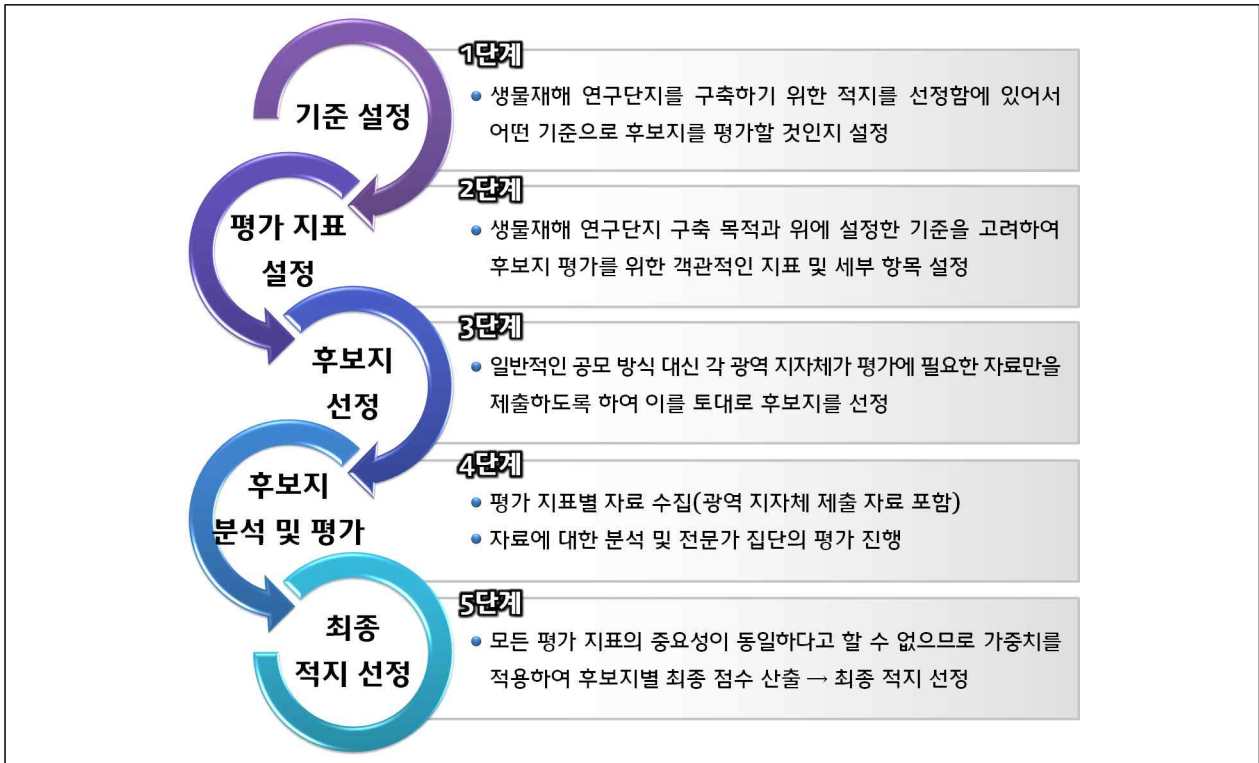 1단계
기준 설정
• 생물재해 연구단지를 구축하기 위한 적지를 선정함에 있어서
어떤 기준으로 후보지를 평가할 것인지 설정
2단계
평가 지표
설정
• 생물재해 연구단지 구축 목적과 위에 설정한 기준을 고려하여
후보지 평가를 위한 객관적인 지표 및 세부 항목 설정
3단계
후보지
선정
• 일반적인 공모 방식 대신 각 광역 지자체가 평가에 필요한 자료만을
제출하도록 하여 이를 토대로 후보지를 선정
4단계
후보지
분석 및 평가
• 평가 지표별 자료 수집(광역 지자체 제출 자료 포함)
• 자료에 대한 분석 및 전문가 집단의 평가 진행
5단계
최종
적지 선정
• 모든 평가 지표의 중요성이 동일하다고 할 수 없으므로 가중치를
적용하여 후보지별 최종 점수 산출 → 최종 적지 선정